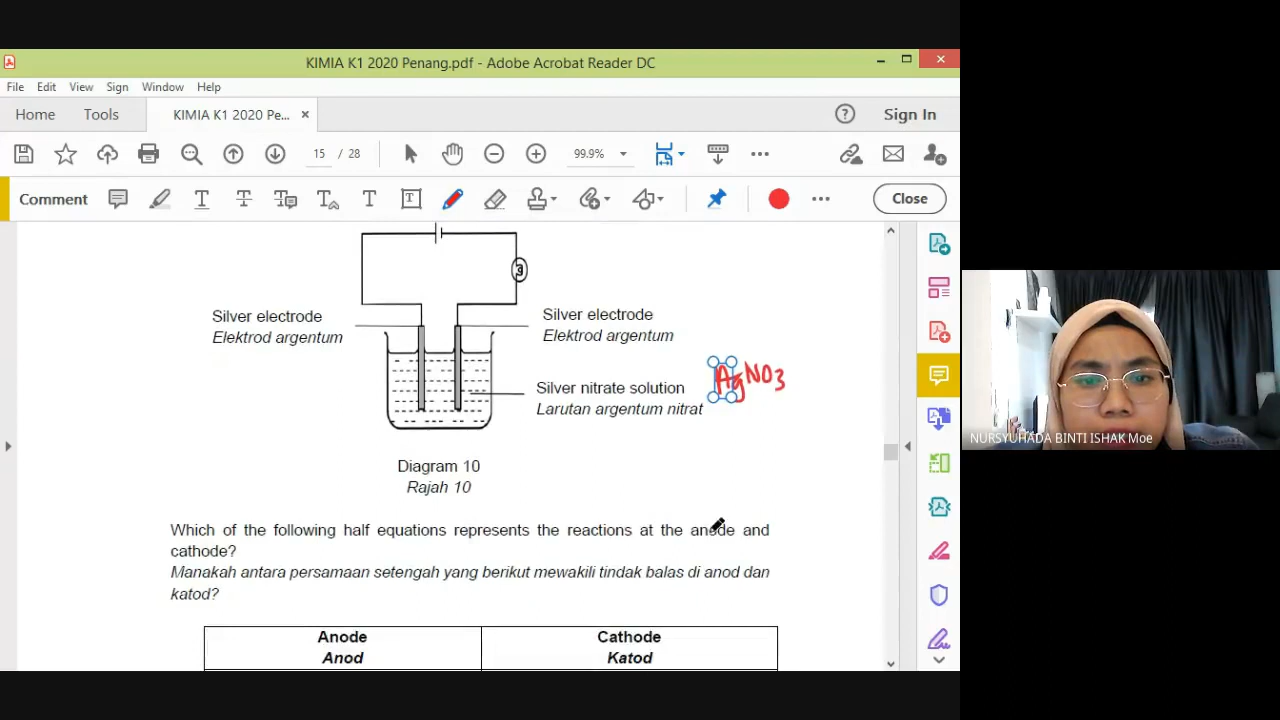 KIMIA K1 2020 Penang.pdf - Adobe Acrobat Reader DC
File Edit View Sign Window Help
Home Tools KIMIA K1 2020 Pe... × Sign In
15 / 28 99.9%
Comment Close
Silver electrode
Elektrod argentum
Silver electrode
Elektrod argentum
Silver nitrate solution
Larutan argentum nitrat
AgNO3
Diagram 10
Rajah 10
Which of the following half equations represents the reactions at the anode and
cathode?
Manakah antara persamaan setengah yang berikut mewakili tindak balas di anod dan
katod?
Anode Cathode
Anod Katod
NURSYUHADA BINTI ISHAK Moe